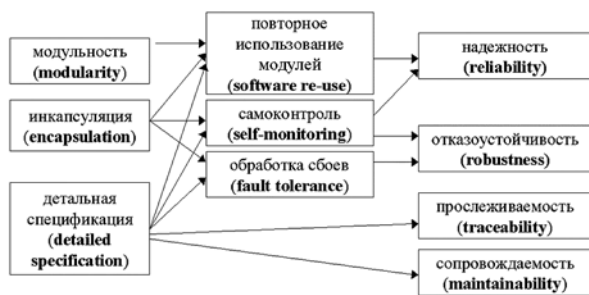 модульность
(modularity)
инкапсуляция
(encapsulation)
детальная
спецификация
(detailed
specification)
повторное
использование
модулей
(software re-use)
самоконтроль
(self-monitoring)
обработка сбоев
(fault tolerance)
надежность
(reliability)
отказоустойчивость
(robustness)
прослеживаемость
(traceability)
сопровождаемость
(maintainability)